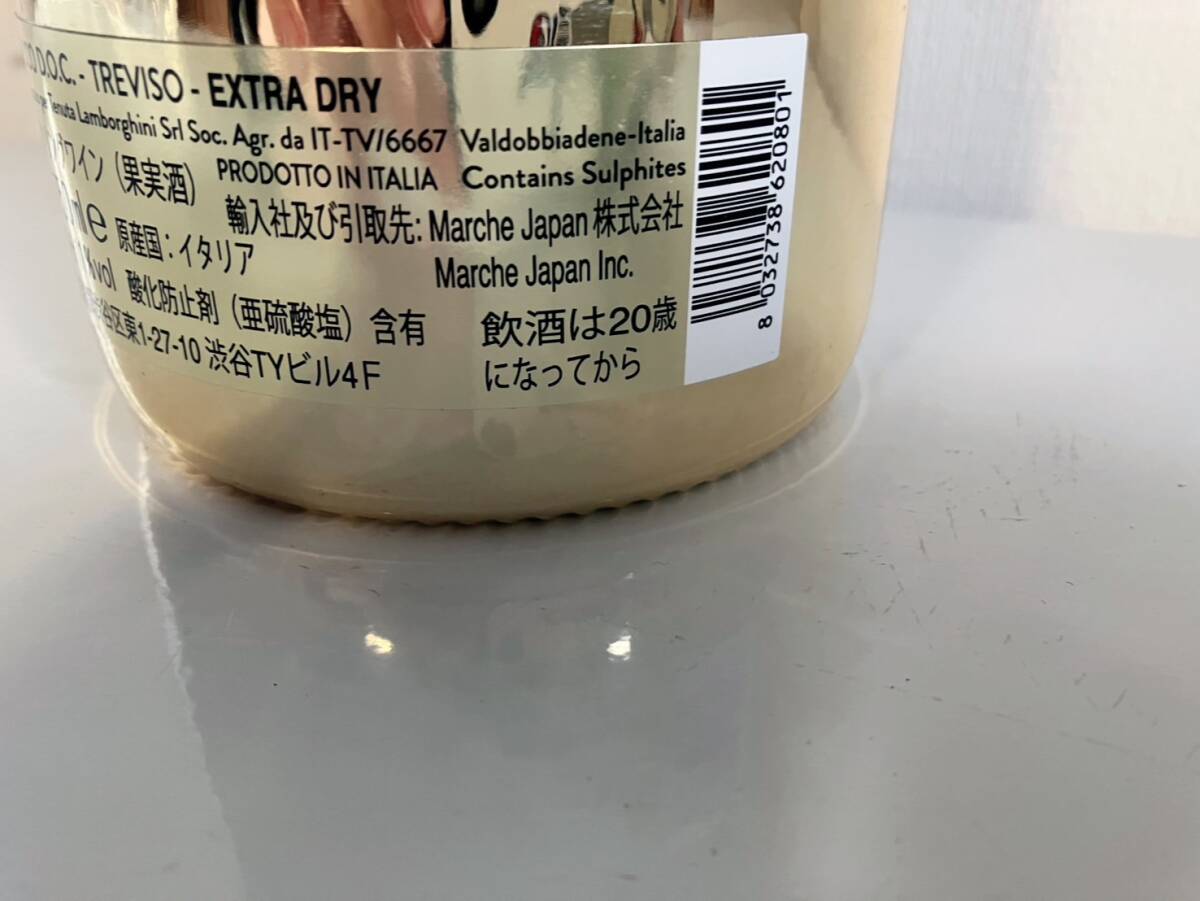 D.O.C. - TREVISO - EXTRA DRY
Tenuta Lamborghini Srl Soc. Agr. da IT-TV/6667 Valdobbiadene-Italia
ワイン（果実酒） PRODOTTO IN ITALIA Contains Sulphites
ml e 原産国：イタリア
輸入社及び引取先: Marche Japan 株式会社
Marche Japan Inc.
%vol 酸化防止剤（亜硫酸塩）含有
谷区東1-27-10 渋谷TYビル4F
飲酒は20歳
になってから
8 032738 620801